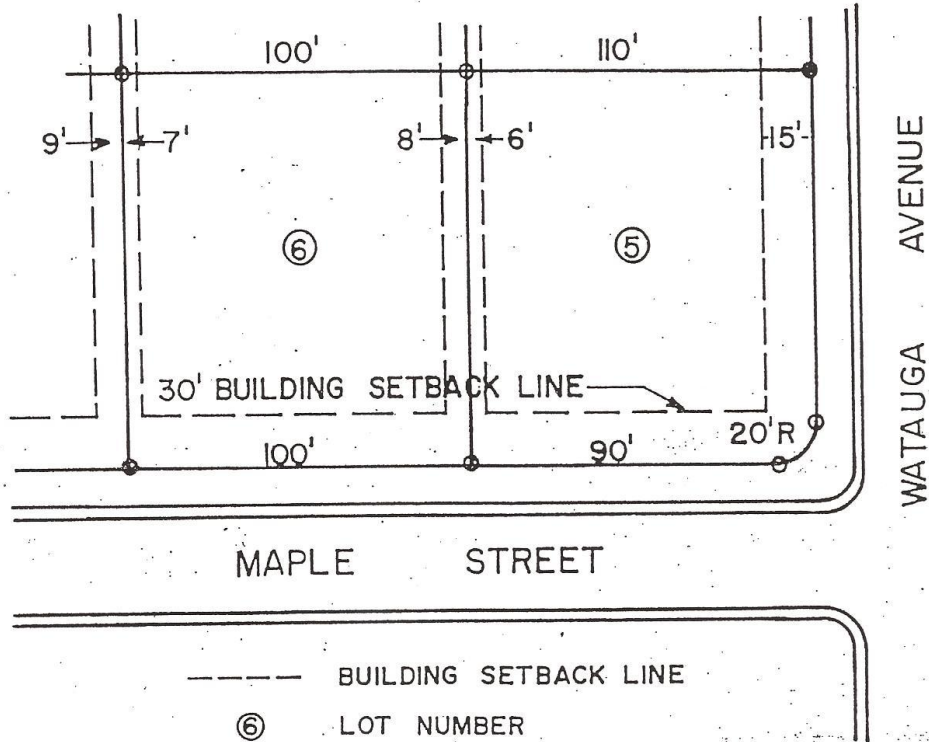 100' 110'
9' 7' 8' 6' 15'
⑥ ⑤
30' BUILDING SETBACK LINE
20' R
100' 90'
MAPLE STREET
WATAUGA AVENUE
BUILDING SETBACK LINE
⑥ LOT NUMBER